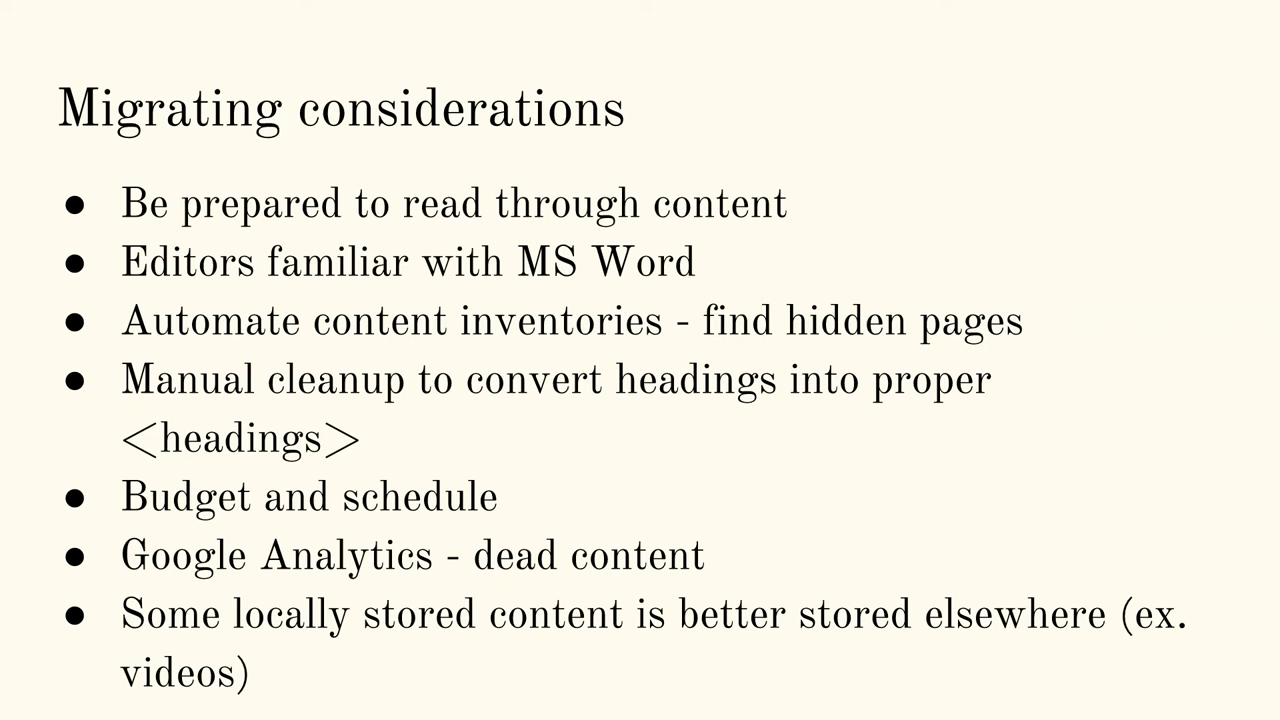 Migrating considerations
● Be prepared to read through content
● Editors familiar with MS Word
● Automate content inventories - find hidden pages
● Manual cleanup to convert headings into proper
<headings>
● Budget and schedule
● Google Analytics - dead content
● Some locally stored content is better stored elsewhere (ex.
videos)